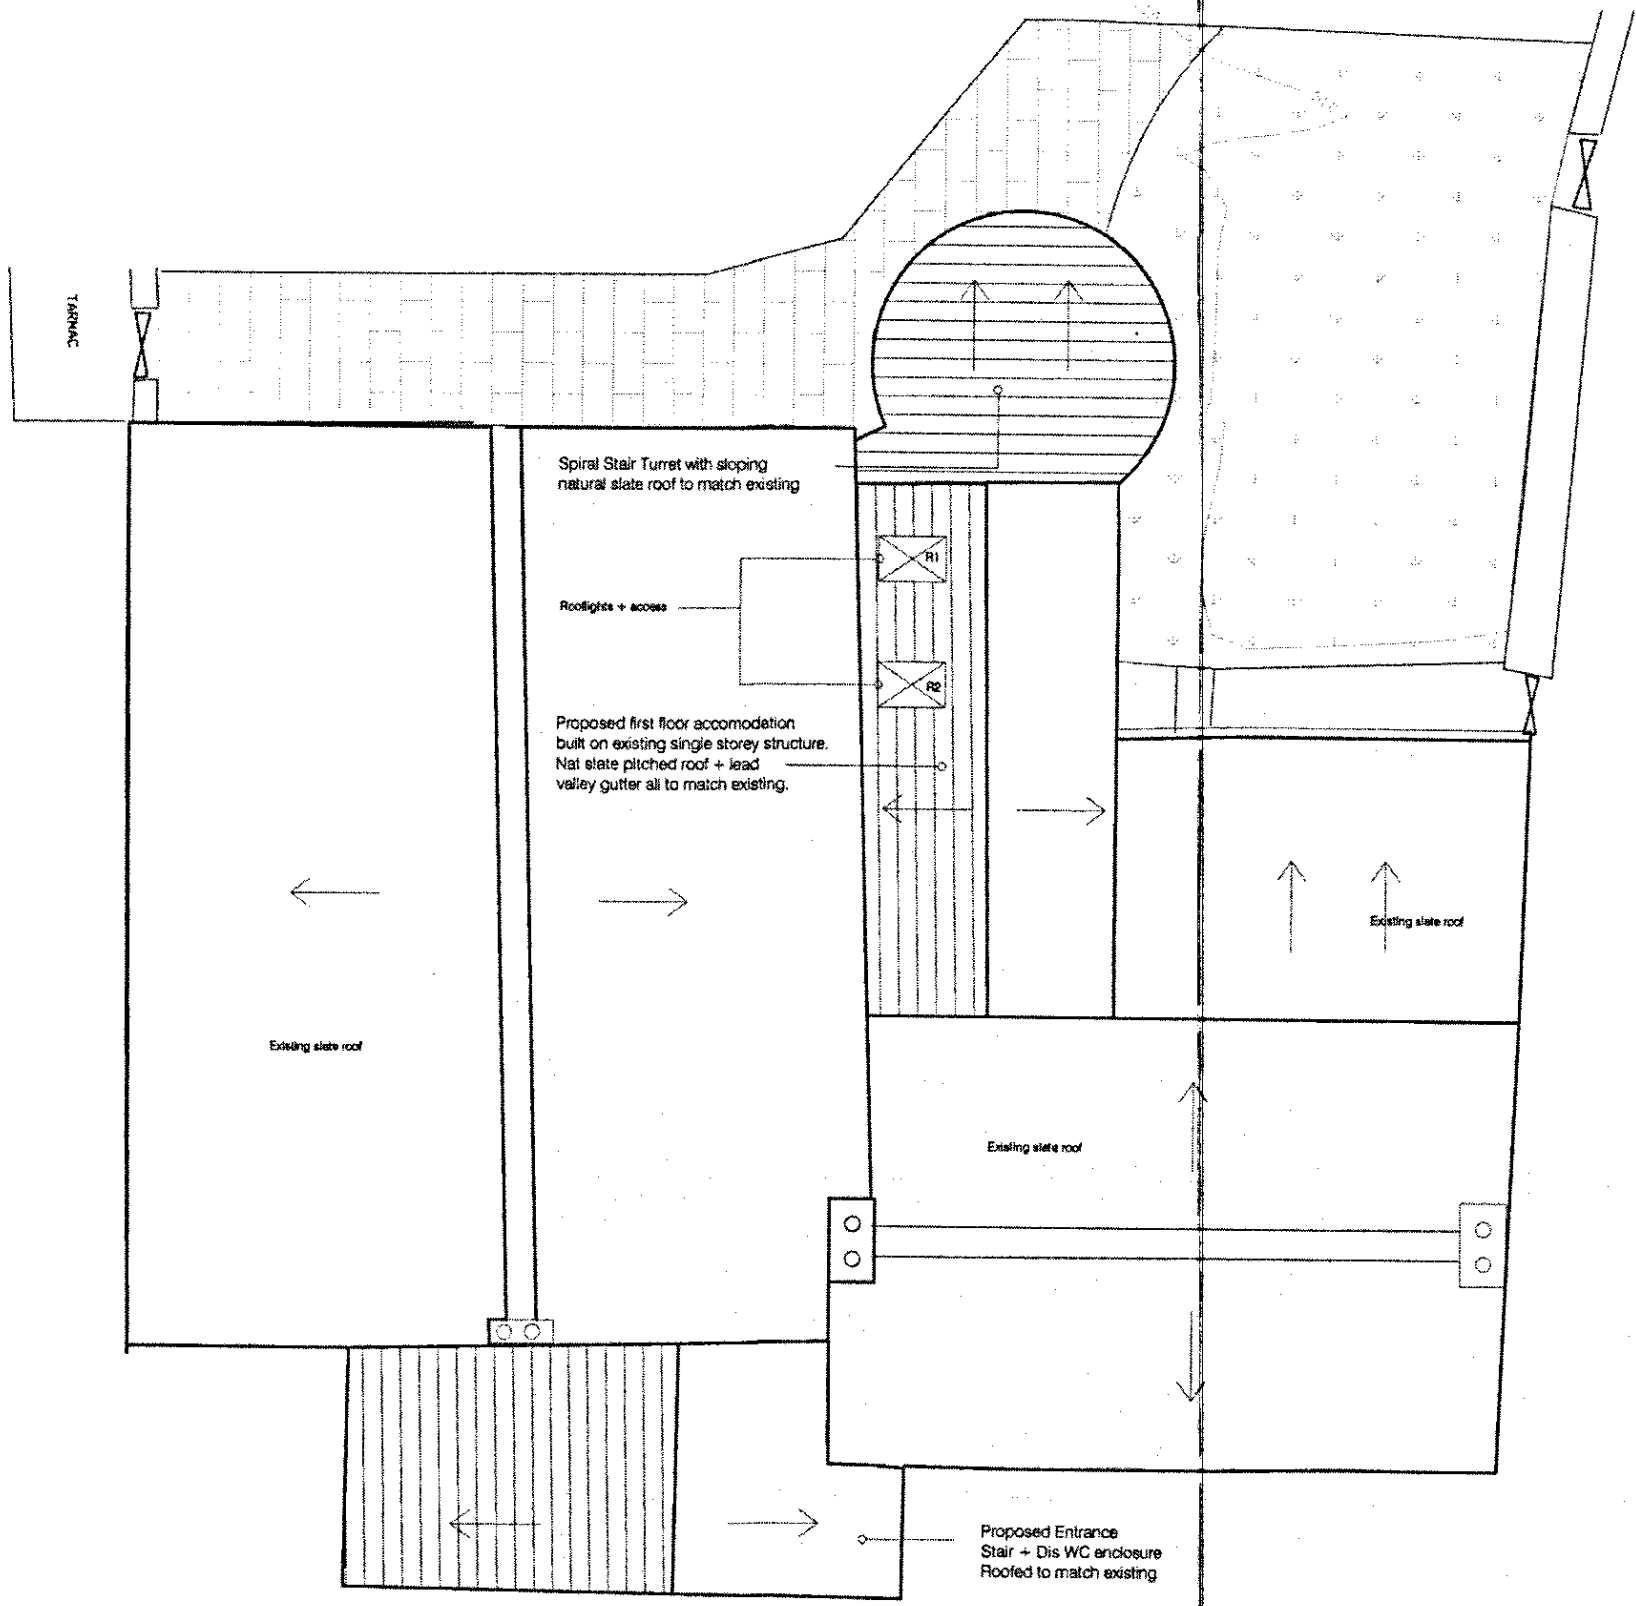 TARMAC
Spiral Stair Turret with sloping
natural slate roof to match existing
R1
Rooflights + access
R2
Proposed first floor accomodation
built on existing single storey structure.
Nat slate pitched roof + lead
valley gutter all to match existing.
Existing slate roof
Existing slate roof
Existing slate roof
Proposed Entrance
Stair + Dis WC enclosure
Roofed to match existing